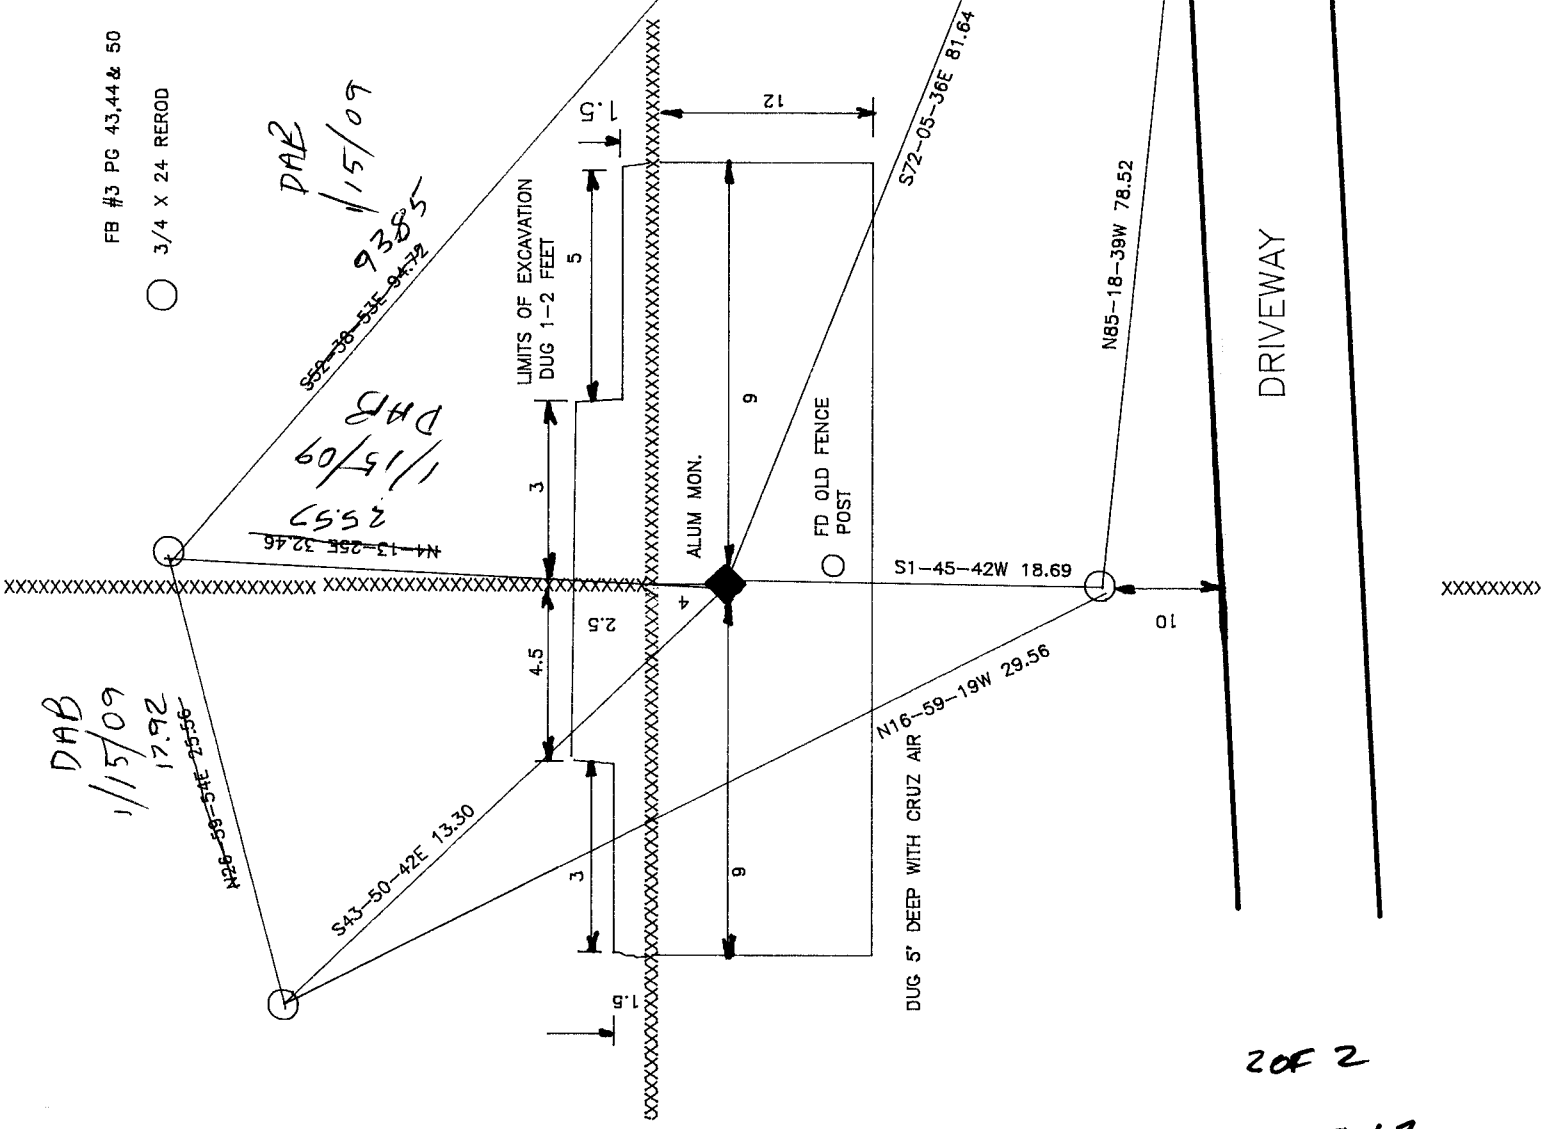 FB #3 PG 43,44 & 50
3/4 X 24 REROD
DAB
1/15/09
9385
S52-38-53E 94.72
DAB
1/15/09
25.57
N4-13-25E 32.46
DAB
1/15/09
17.92
N26-59-54E 25.56
LIMITS OF EXCAVATION
DUG 1-2 FEET
1.5
12
5
3
9
S72-05-36E 81.64
N85-18-39W 78.52
DRIVEWAY
ALUM MON.
FD OLD FENCE
POST
S1-45-42W 18.69
10
4
2.5
4.5
3
9
1.5
S43-50-42E 13.30
N16-59-19W 29.56
DUG 5' DEEP WITH CRUZ AIR
2 OF 2